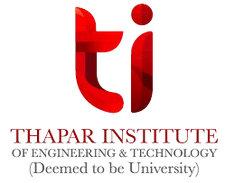 ti
THAPAR INSTITUTE
OF ENGINEERING & TECHNOLOGY
(Deemed to be University)